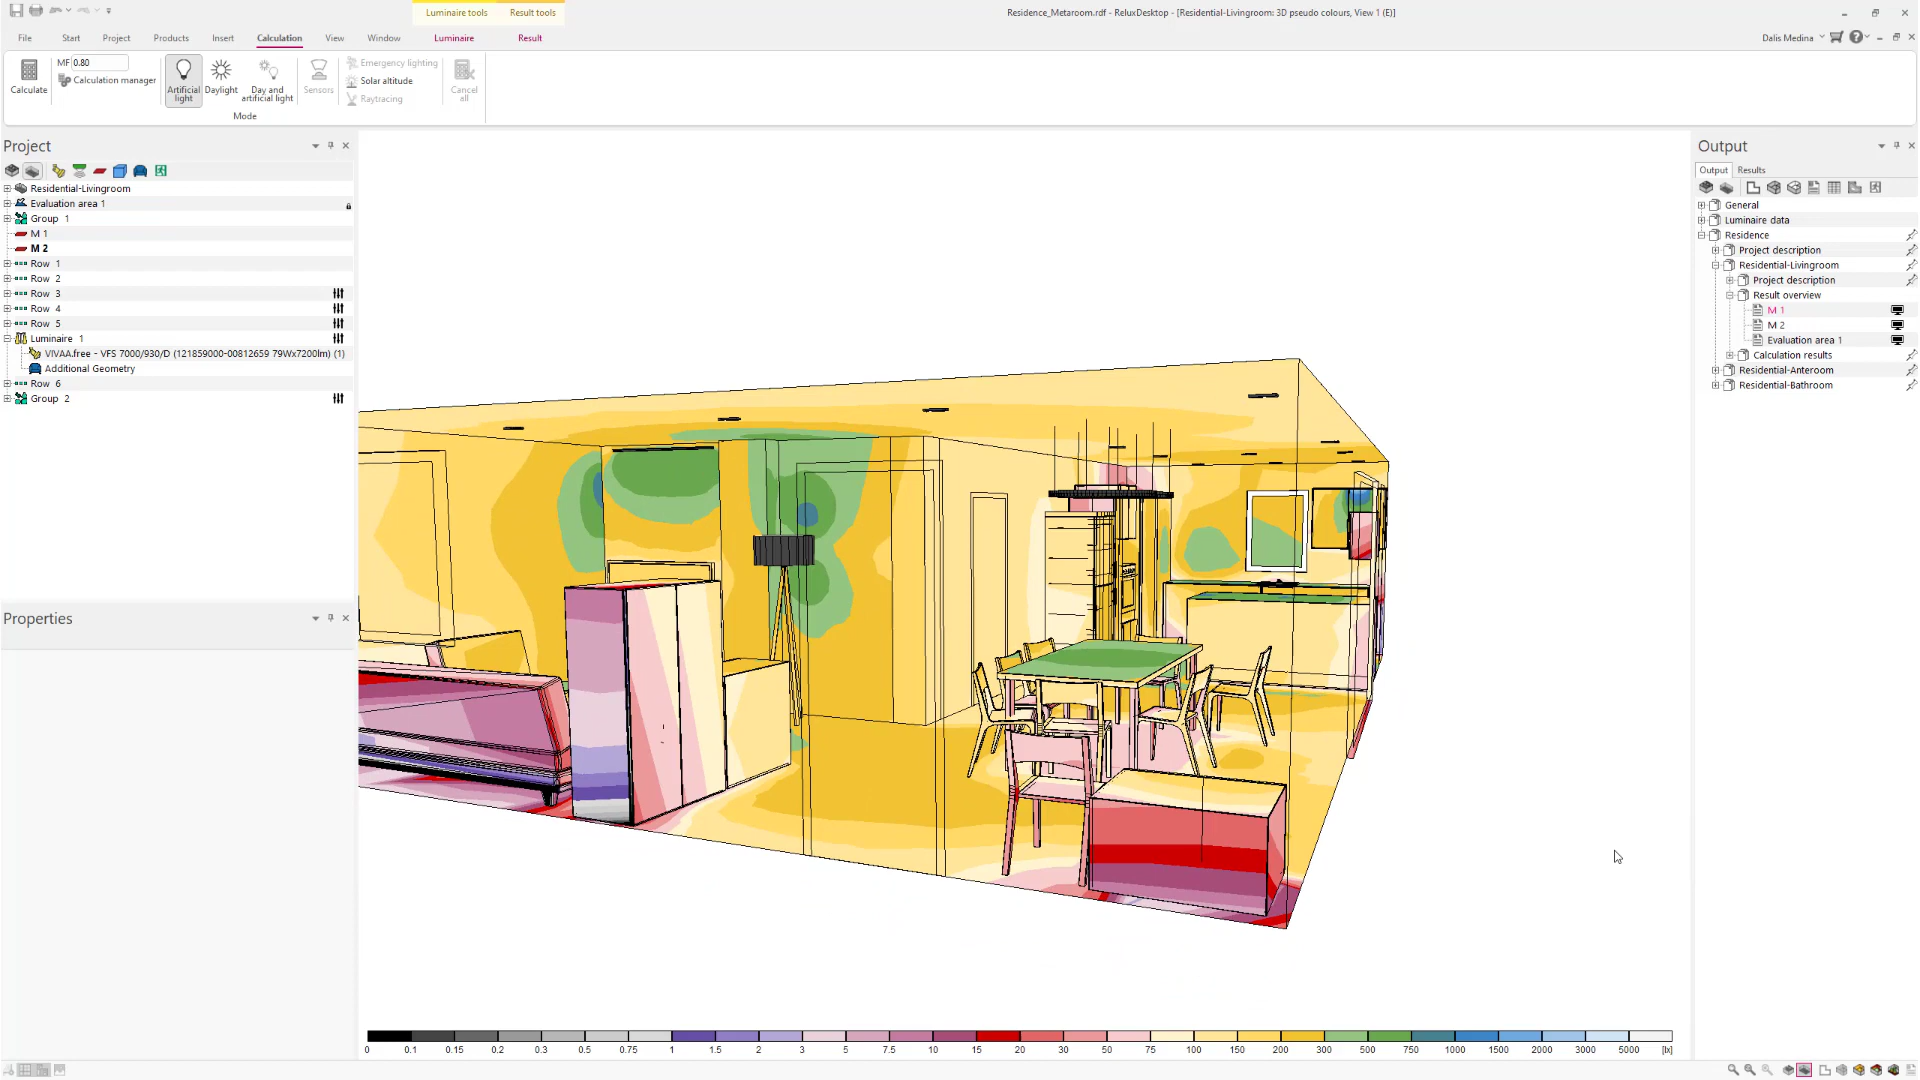 Luminaire tools
Result tools
Residence_Metaroom.rdf - ReluxDesktop - [Residential-Livingroom: 3D pseudo colours, View 1 (E)]
File
Start
Project
Products
Insert
Calculation
View
Window
Luminaire
Result
Dalis Medina
Calculate
MF 0.80
Calculation manager
Artificial light
Daylight
Day and artificial light
Sensors
Emergency lighting
Solar altitude
Raytracing
Cancel all
Mode
Project
Residential-Livingroom
Evaluation area 1
Group 1
M 1
M 2
Row 1
Row 2
Row 3
Row 4
Row 5
Luminaire 1
VIVAA.free - VFS 7000/930/D (121859000-00812659 79Wx7200lm) (1)
Additional Geometry
Row 6
Group 2
Properties
Output
Output
Results
General
Luminaire data
Residence
Project description
Residential-Livingroom
Project description
Result overview
M 1
M 2
Evaluation area 1
Calculation results
Residential-Anteroom
Residential-Bathroom
0 0.1 0.15 0.2 0.3 0.5 0.75 1 1.5 2 3 5 7.5 10 15 20 30 50 75 100 150 200 300 500 750 1000 1500 2000 3000 5000 [lx]